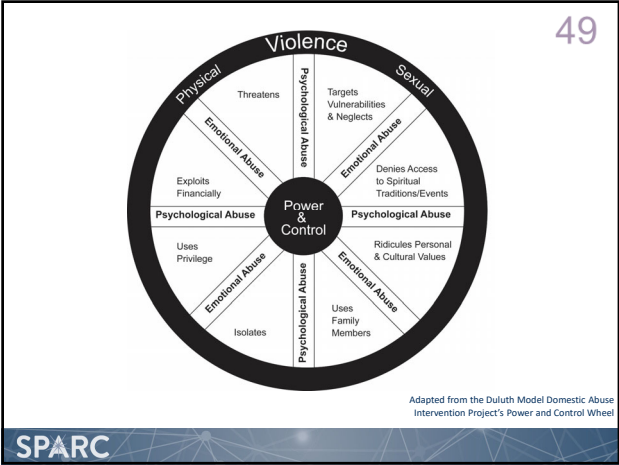 49
Physical
Violence
Sexual
Threatens
Psychological Abuse
Targets
Vulnerabilities
& Neglects
Emotional Abuse
Emotional Abuse
Denies Access
to Spiritual
Traditions/Events
Exploits
Financially
Psychological Abuse
Power
&
Control
Psychological Abuse
Uses
Privilege
Ridicules Personal
& Cultural Values
Emotional Abuse
Emotional Abuse
Isolates
Psychological Abuse
Uses
Family
Members
Adapted from the Duluth Model Domestic Abuse
Intervention Project's Power and Control Wheel
SPARC